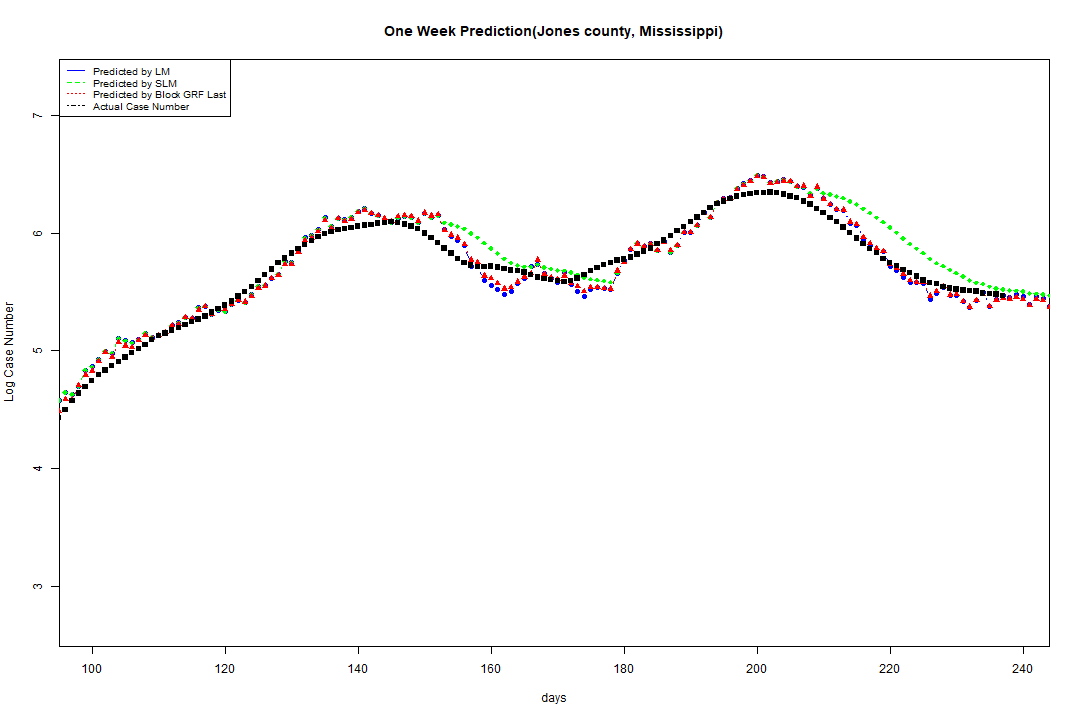 One Week Prediction(Jones county, Mississippi)
Predicted by LM
Predicted by SLM
Predicted by Block GRF Last
Actual Case Number
7
6
5
4
3
Log Case Number
100 120 140 160 180 200 220 240
days